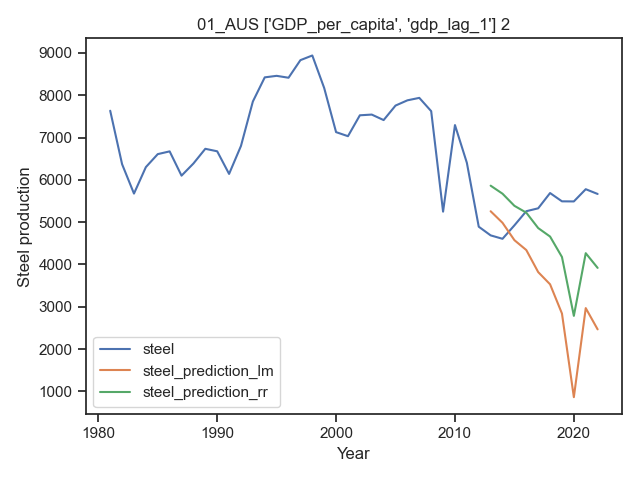 01_AUS ['GDP_per_capita', 'gdp_lag_1'] 2
9000
8000
7000
6000
5000
4000
3000
2000
1000
Steel production
steel
steel_prediction_lm
steel_prediction_rr
1980
1990
2000
2010
2020
Year